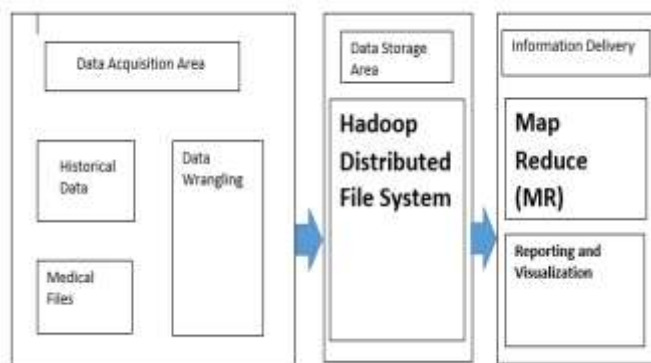 Data Acquisition Area
Historical
Data
Medical
Files
Data
Wrangling
Data Storage
Area
Hadoop
Distributed
File System
Information Delivery
Map
Reduce
(MR)
Reporting and
Visualization